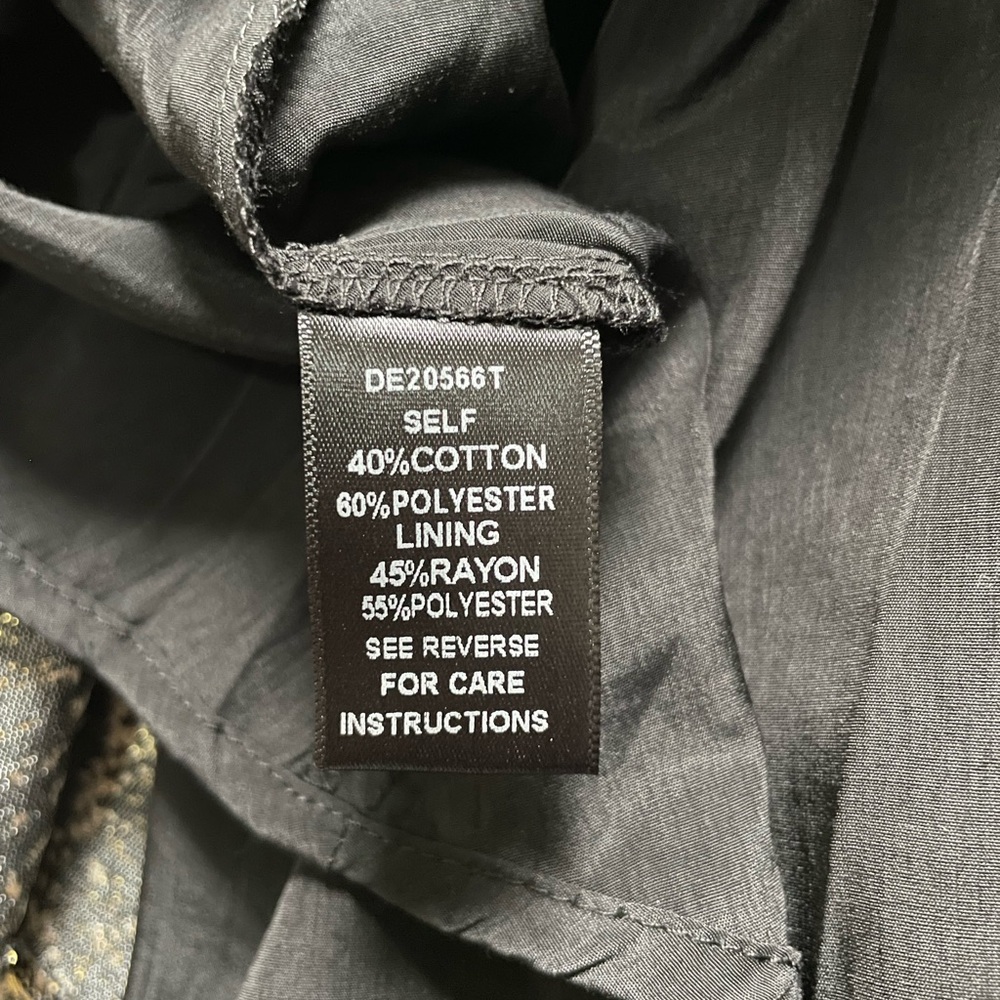 DE20566T
SELF
40%COTTON
60%POLYESTER
LINING
45%RAYON
55%POLYESTER
SEE REVERSE
FOR CARE
INSTRUCTIONS